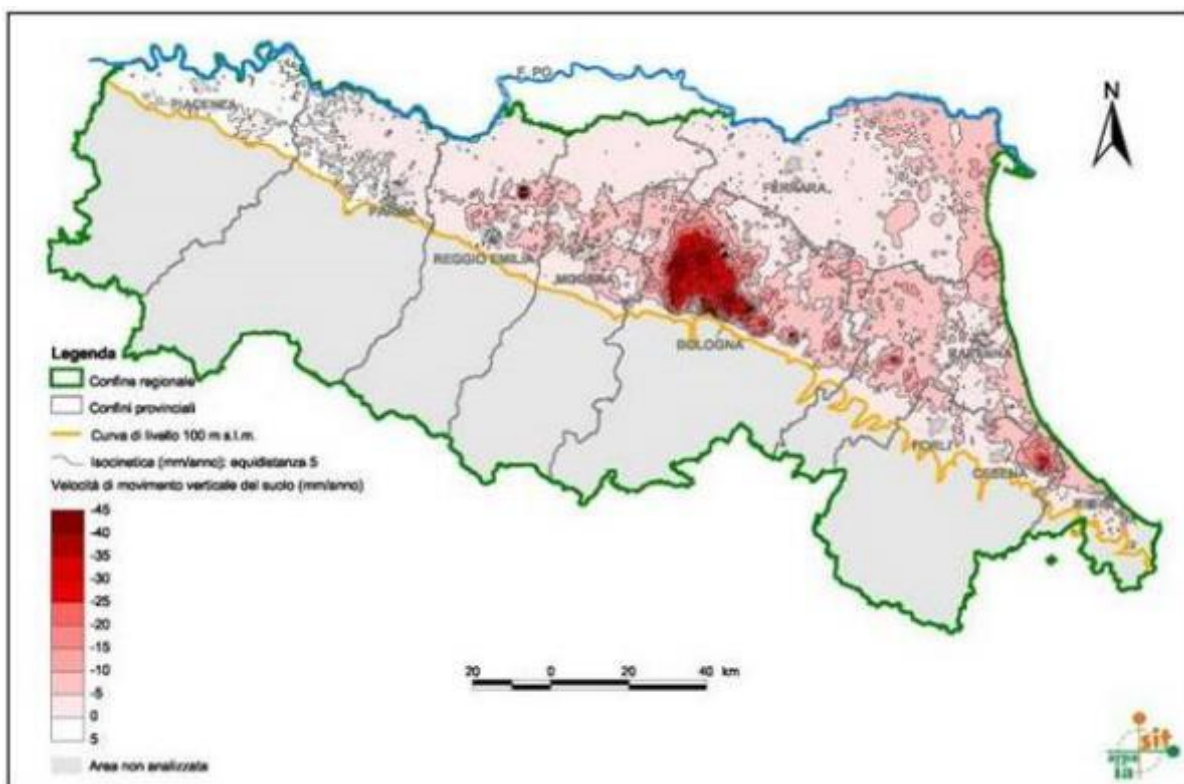 F. PO
N
PIACENZA
PARMA
FERRARA
REGGIO EMILIA
MODENA
BOLOGNA
RAVENNA
FORLI'
CESENA
Legenda
Confine regionale
Confini provinciali
Curva di livello 100 m s.l.m.
Isocinetica (mm/anno): equidistanza 5
Velocità di movimento verticale del suolo (mm/anno)
-45
-40
-35
-30
-25
-20
-15
-10
-5
0
5
Area non analizzata
20 0 20 40 km
sit
arpa